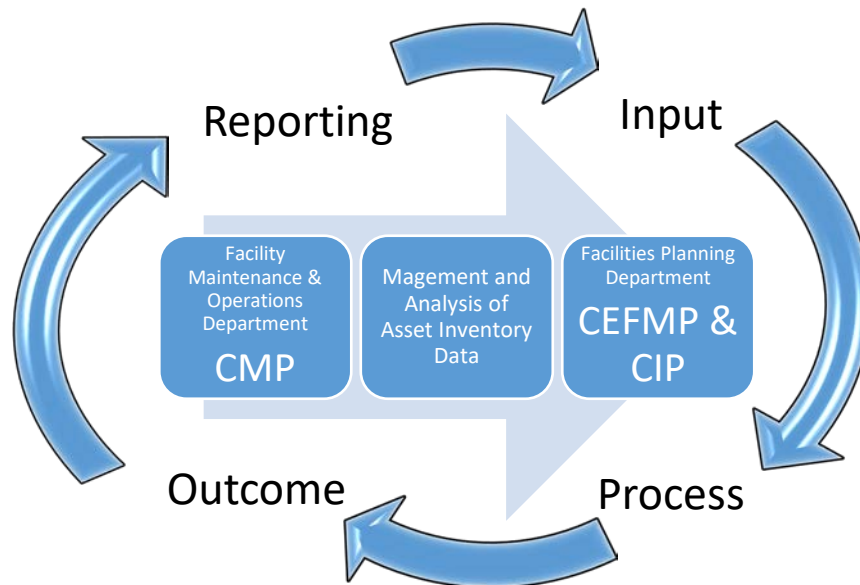 Reporting
Input
Facility
Maintenance &
Operations
Department
CMP
Magement and
Analysis of
Asset Inventory
Data
Facilities Planning
Department
CEFMP &
CIP
Outcome
Process